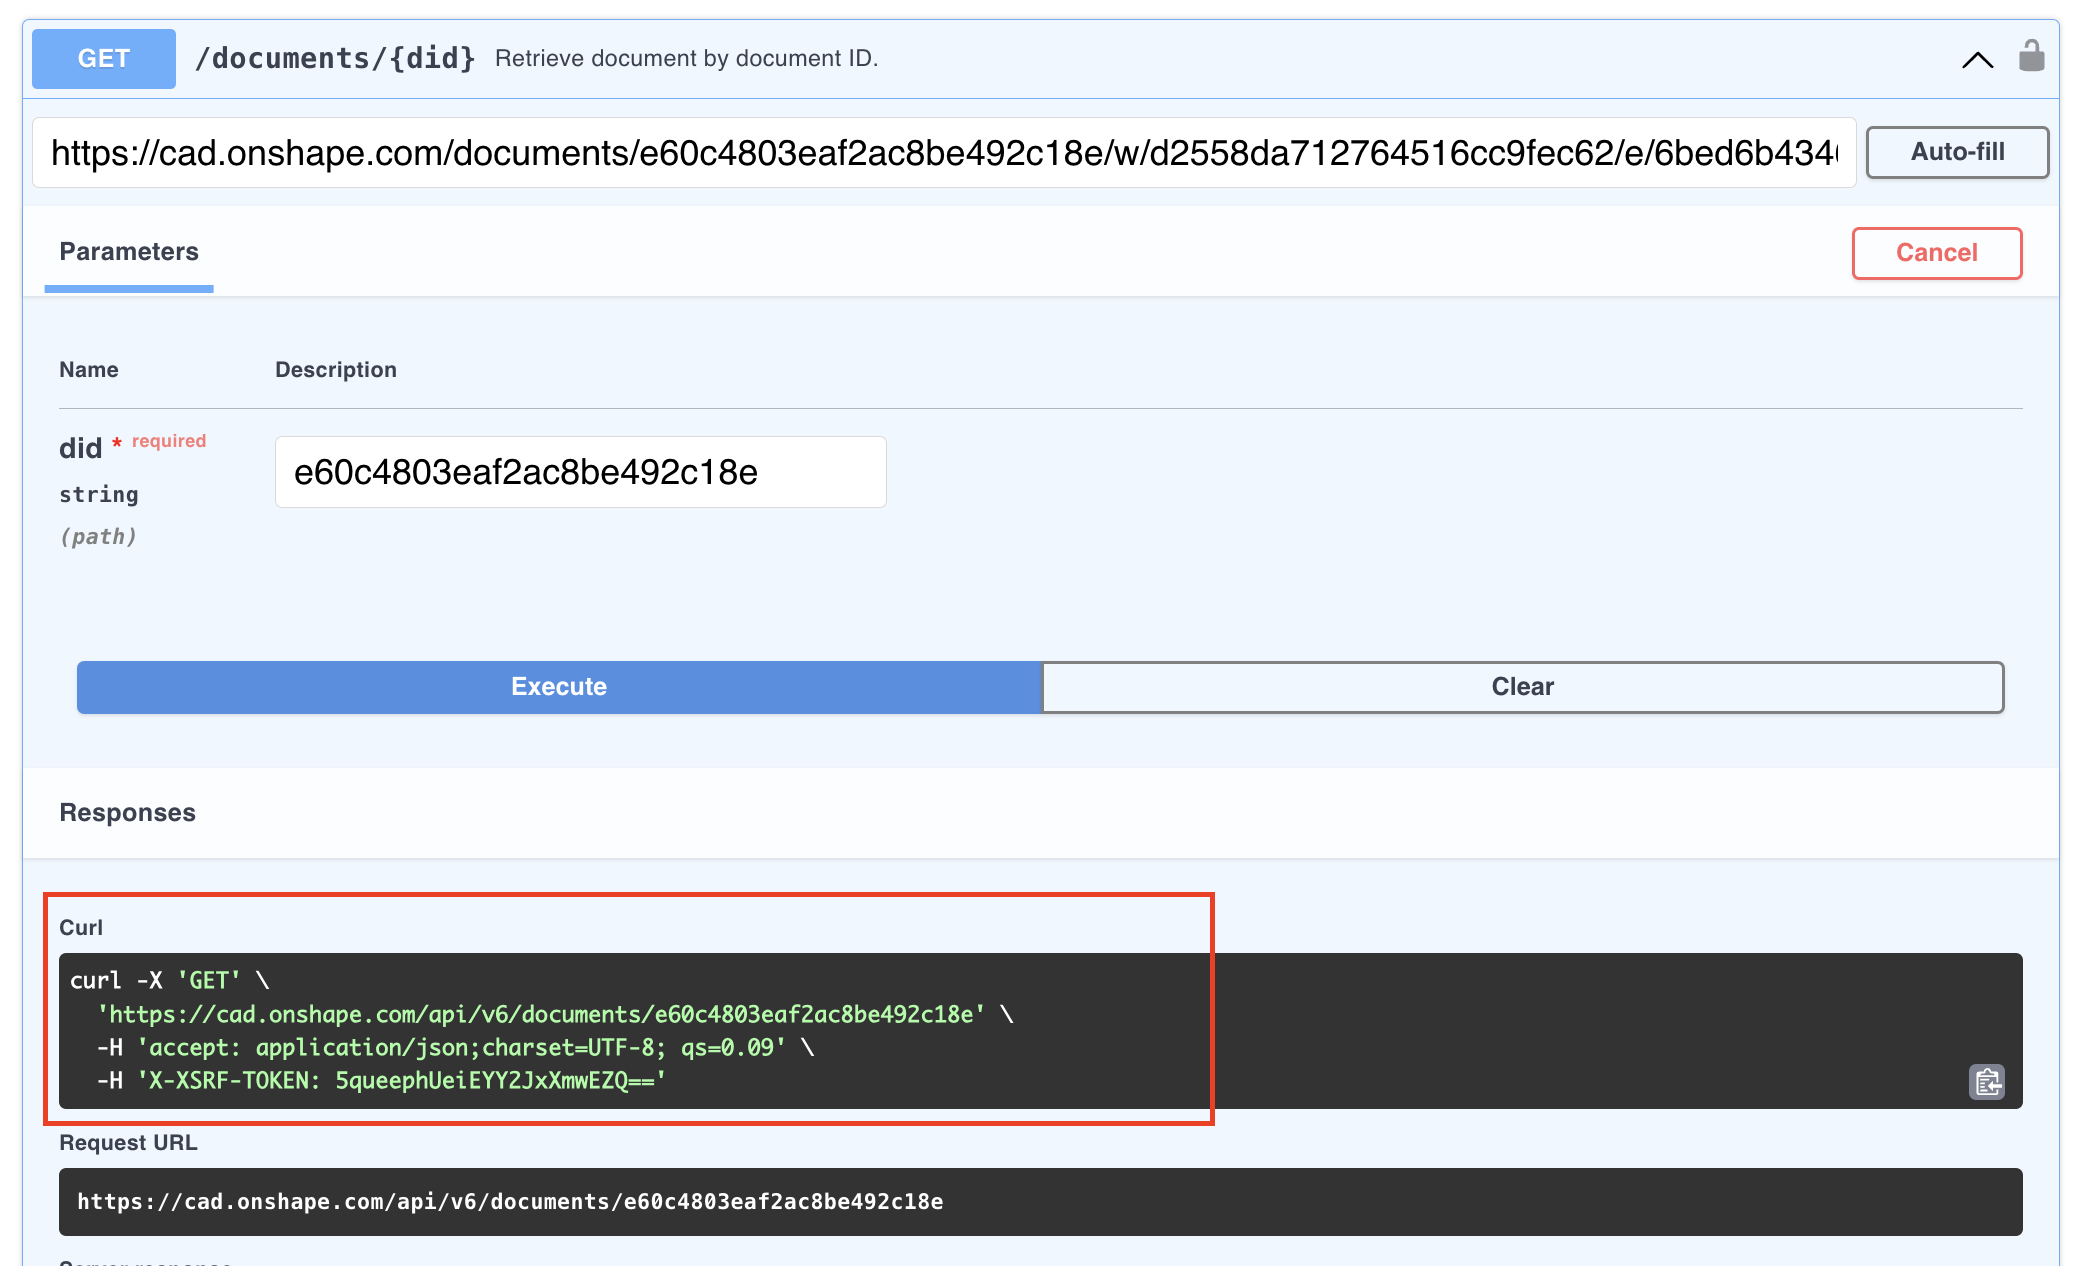 GET /documents/{did} Retrieve document by document ID.
https://cad.onshape.com/documents/e60c4803eaf2ac8be492c18e/w/d2558da712764516cc9fec62/e/6bed6b434
Auto-fill
Parameters
Cancel
Name Description
did * required
e60c4803eaf2ac8be492c18e
string
(path)
Execute
Clear
Responses
Curl
curl -X 'GET' \
'https://cad.onshape.com/api/v6/documents/e60c4803eaf2ac8be492c18e' \
-H 'accept: application/json;charset=UTF-8; qs=0.09' \
-H 'X-XSRF-TOKEN: 5queephUeiEYY2JxXmwEZQ=='
Request URL
https://cad.onshape.com/api/v6/documents/e60c4803eaf2ac8be492c18e